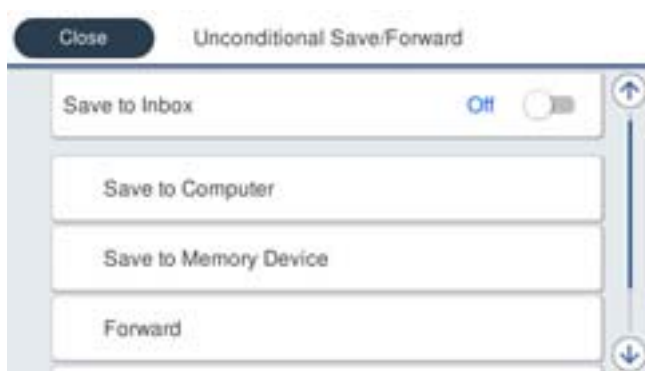 Close
Unconditional Save/Forward
Save to Inbox
Off
Save to Computer
Save to Memory Device
Forward